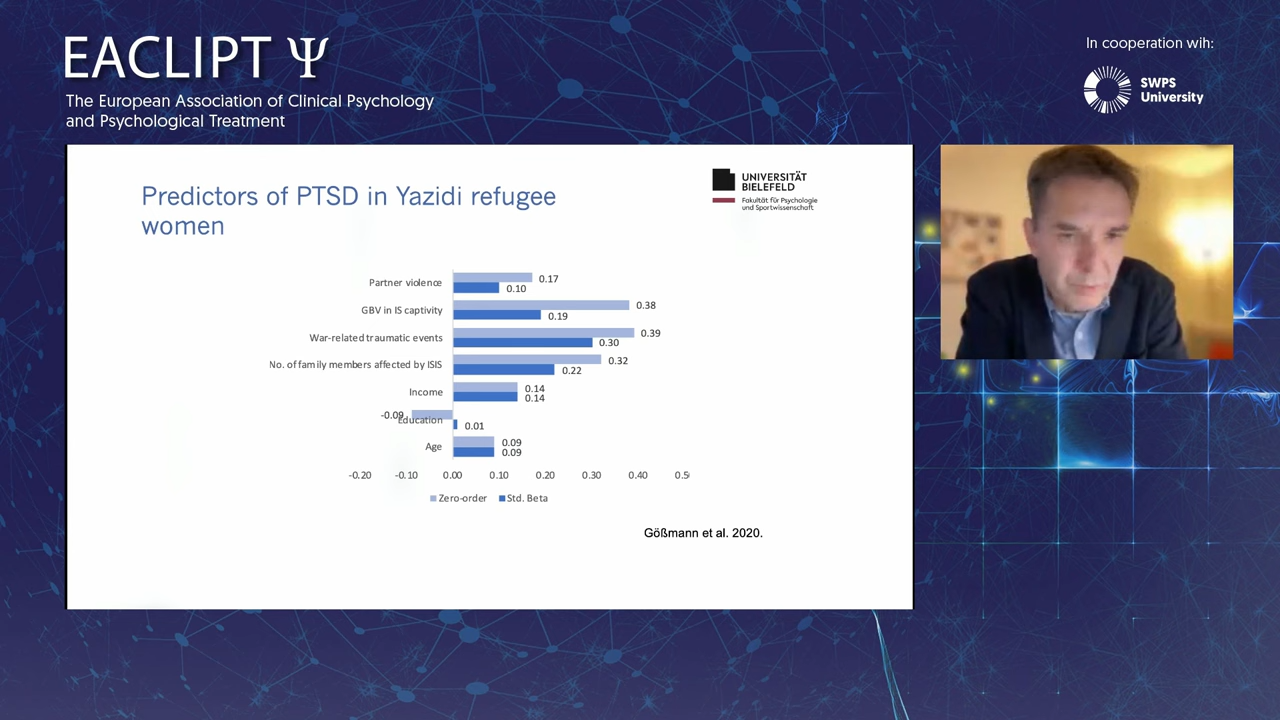 EACLIPT Ψ
The European Association of Clinical Psychology
and Psychological Treatment
In cooperation wih:
SWPS
University
Predictors of PTSD in Yazidi refugee
women
UNIVERSITÄT
BIELEFELD
Fakultät für Psychologie
und Sportwissenschaft
Partner violence
0.17
0.10
GBV in IS captivity
0.38
0.19
War-related traumatic events
0.39
0.30
No. of family members affected by ISIS
0.32
0.22
Income
0.14
0.14
-0.09
Education
0.01
Age
0.09
0.09
-0.20 -0.10 0.00 0.10 0.20 0.30 0.40 0.5
Zero-order Std. Beta
Gößmann et al. 2020.